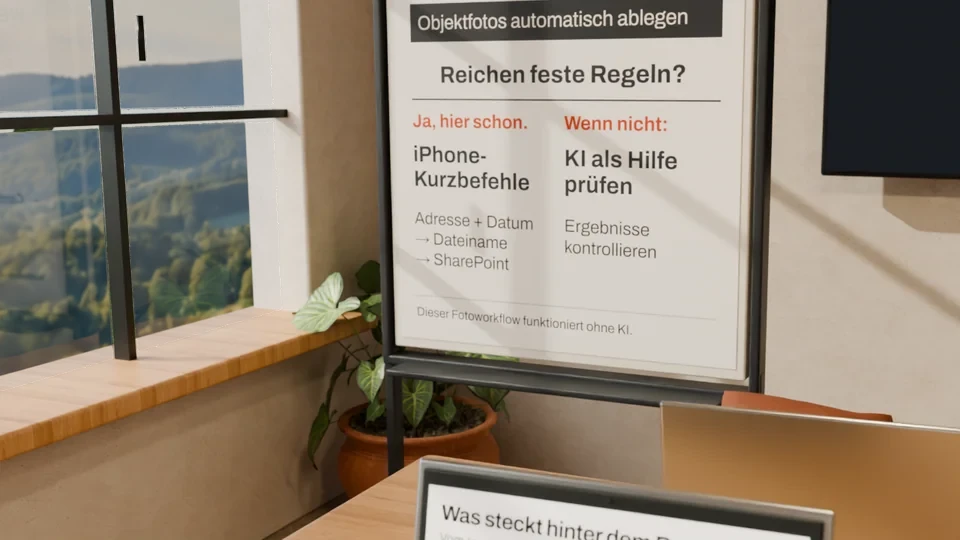 Objektfotos automatisch ablegen
Reichen feste Regeln?
Ja, hier schon.
iPhone-
Kurzbefehle
Adresse + Datum
→ Dateiname
→ SharePoint
Wenn nicht:
KI als Hilfe
prüfen
Ergebnisse
kontrollieren
Dieser Fotoworkflow funktioniert ohne KI.
Was steckt hinter dem